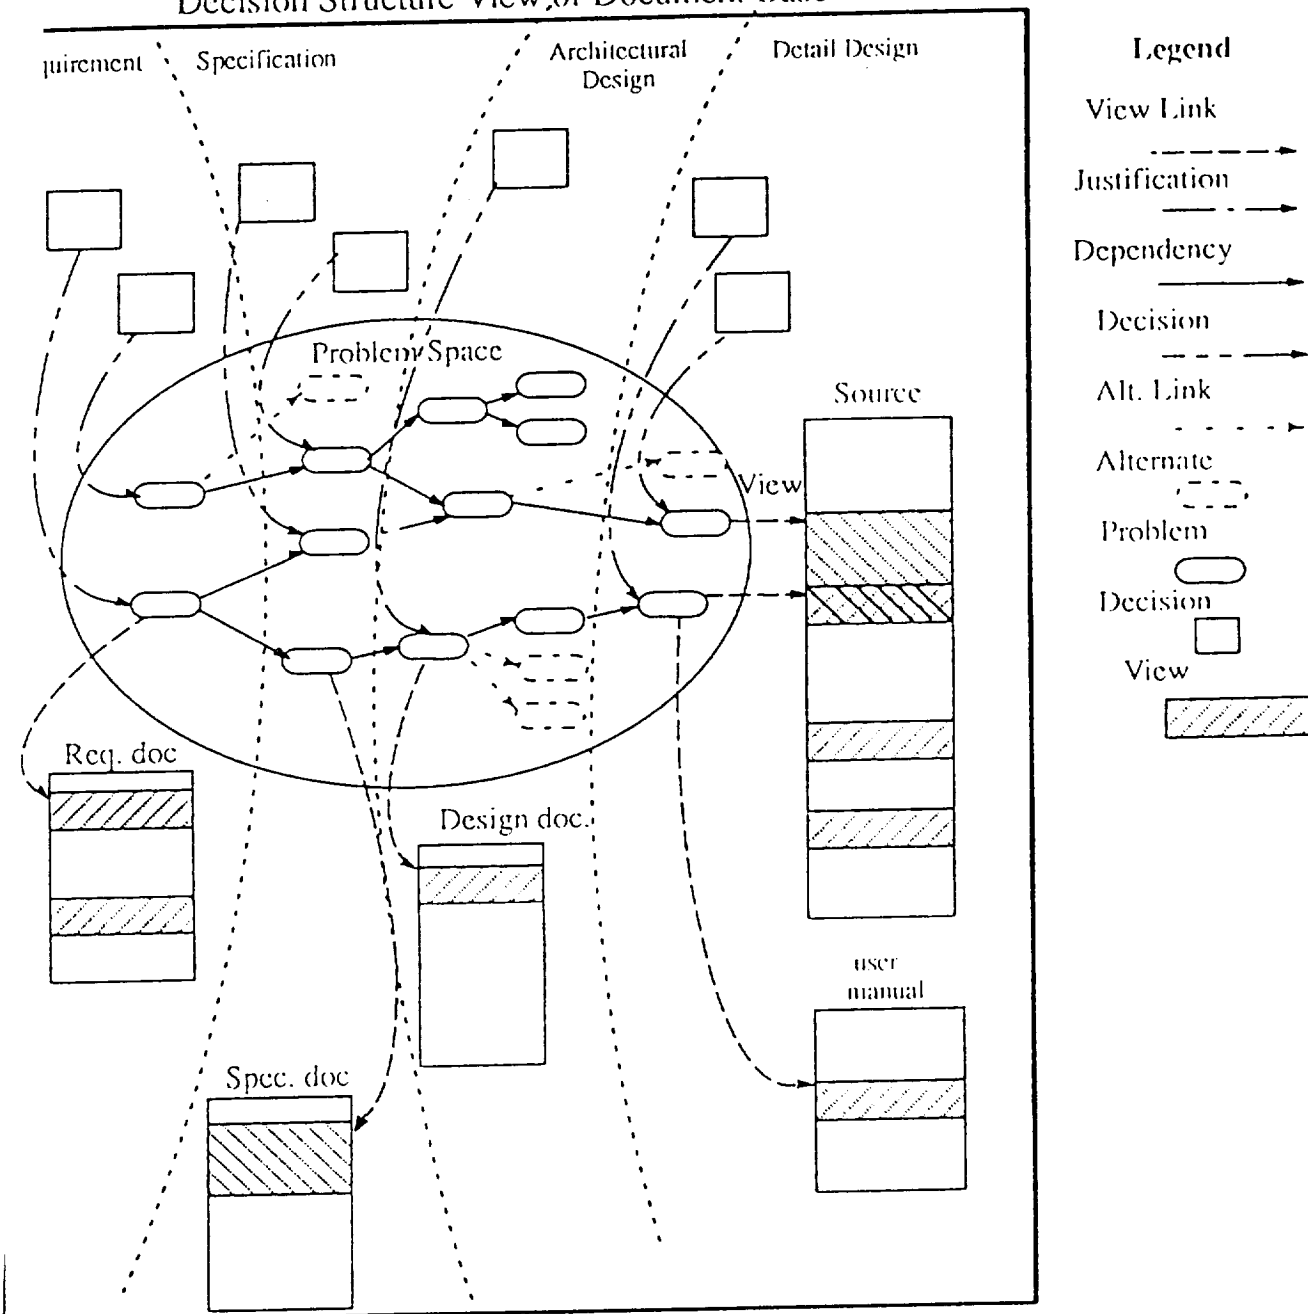 Decision Structure View of Document Base
quirement
Specification
Architectural
Design
Detail Design
Problem Space
View
Source
Req. doc
Design doc.
Spec. doc
user
manual
Legend
View Link
Justification
Dependency
Decision
Alt. Link
Alternate
Problem
Decision
View